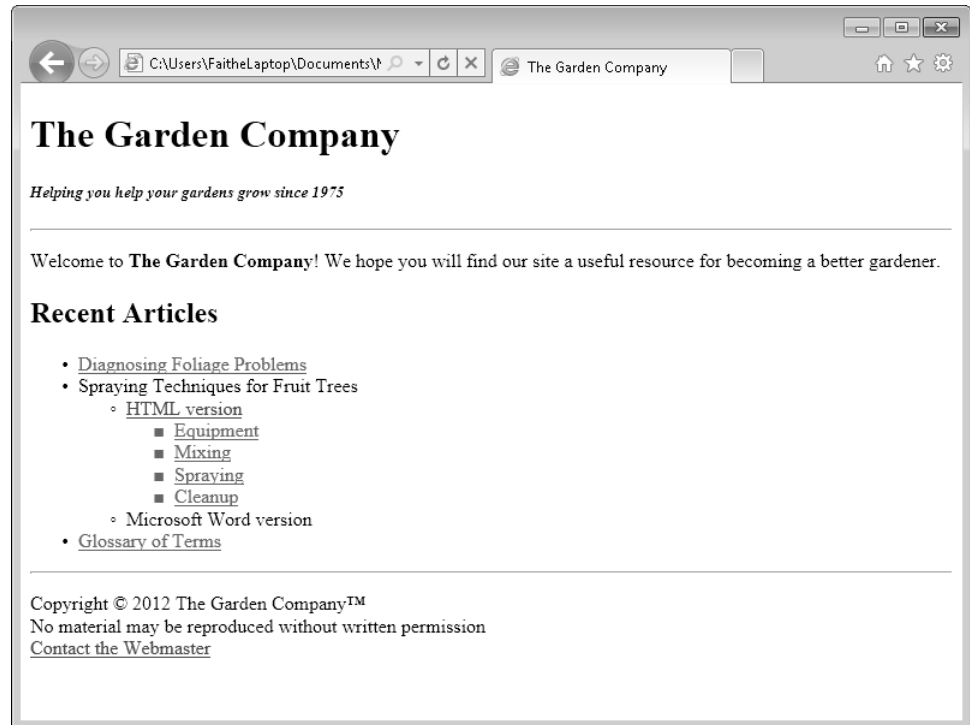 C:\Users\FaitheLaptop\Documents\
The Garden Company
The Garden Company
Helping you help your gardens grow since 1975
Welcome to The Garden Company! We hope you will find our site a useful resource for becoming a better gardener.
Recent Articles
• Diagnosing Foliage Problems
• Spraying Techniques for Fruit Trees
◦ HTML version
▪ Equipment
▪ Mixing
▪ Spraying
▪ Cleanup
◦ Microsoft Word version
• Glossary of Terms
Copyright © 2012 The Garden Company™
No material may be reproduced without written permission
Contact the Webmaster